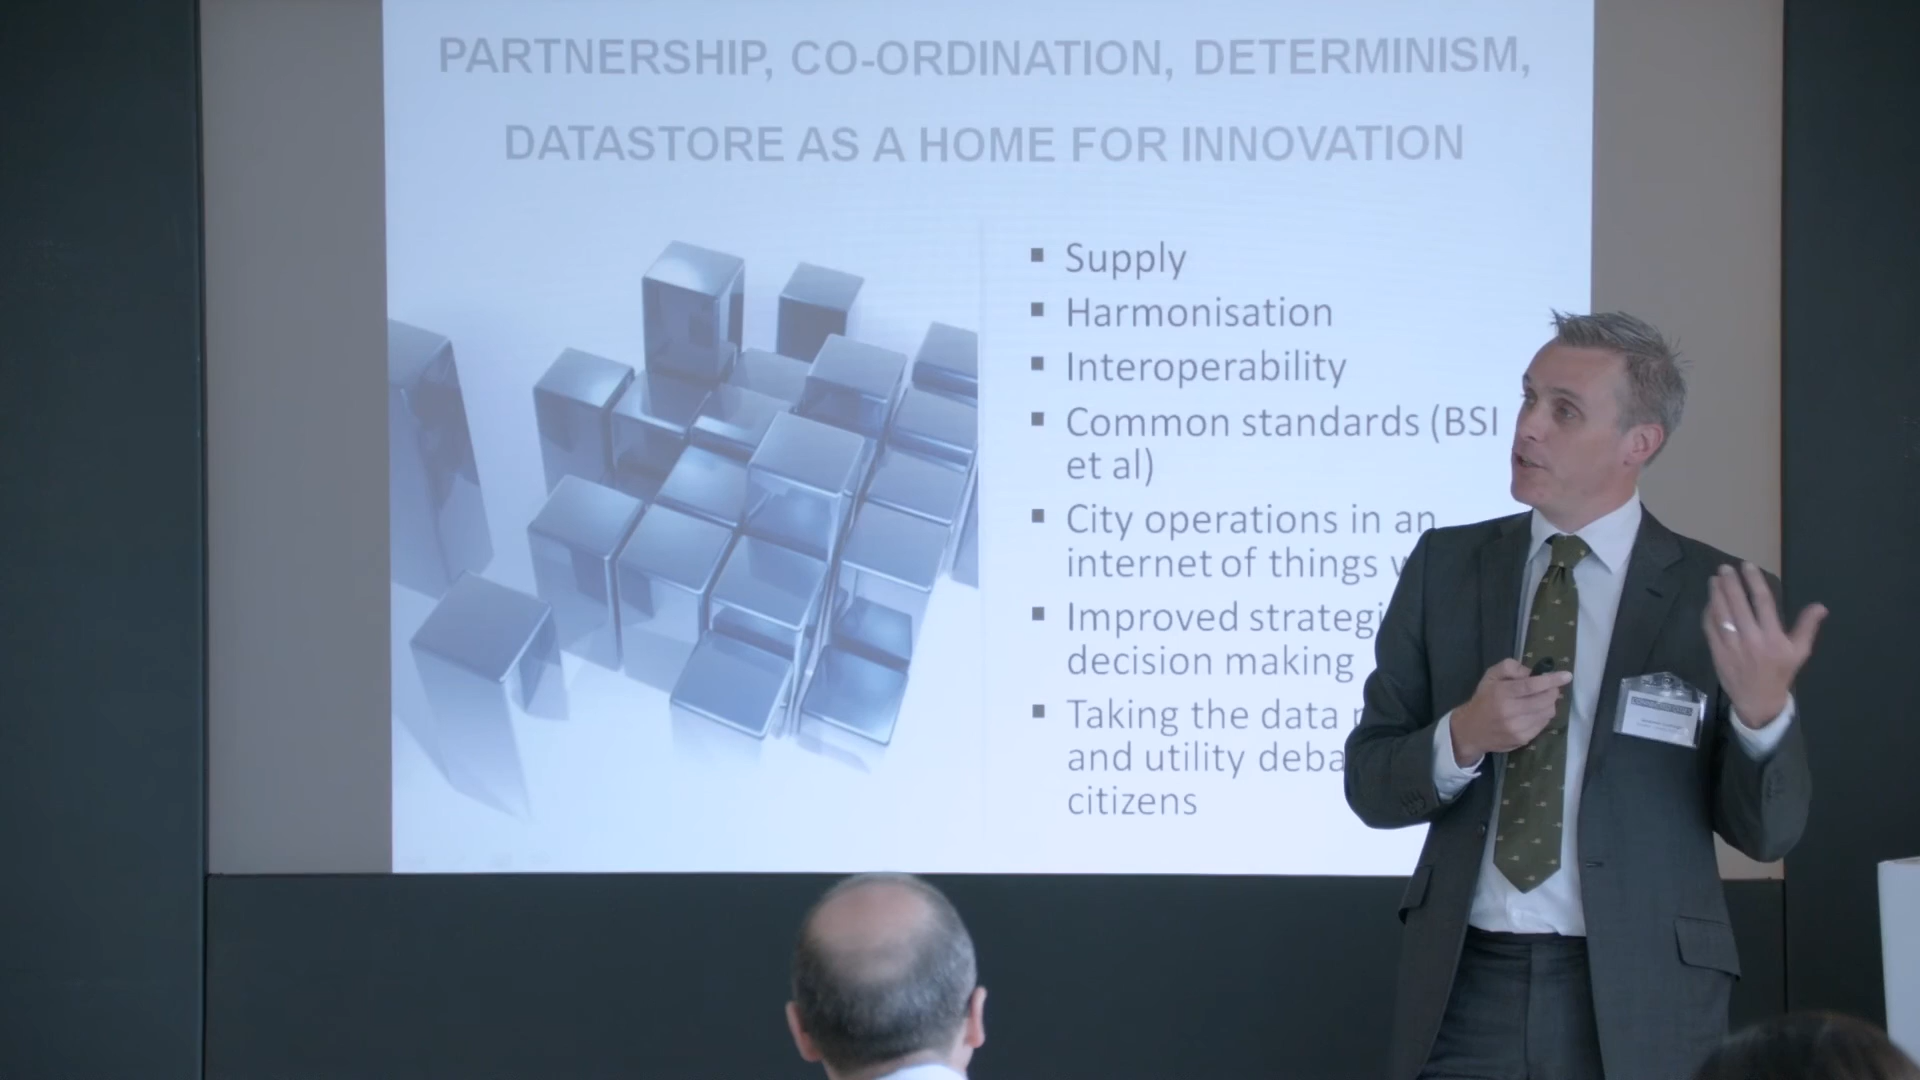 PARTNERSHIP, CO-ORDINATION, DETERMINISM,
DATASTORE AS A HOME FOR INNOVATION
▪ Supply
▪ Harmonisation
▪ Interoperability
▪ Common standards (BSI
et al)
▪ City operations in an
internet of things
▪ Improved strategi
decision making
▪ Taking the data
and utility deba
citizens